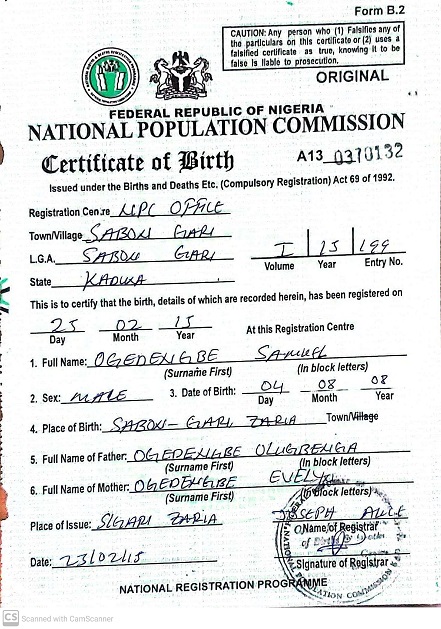 Form B.2
CAUTION: Any person who (1) Falsifies any of
the particulars on this certificate or (2) uses a
falsified certificate as true, knowing it to be
false is liable to prosecution.
ORIGINAL
FEDERAL REPUBLIC OF NIGERIA
NATIONAL POPULATION COMMISSION
Certificate of Birth A13 0370132
Issued under the Births and Deaths Etc. (Compulsory Registration) Act 69 of 1992.
Registration Centre NPC OFFICE
Town/Village SABON GARI
L.G.A. SABON GARI I 15 199
Volume Year Entry No.
State KADUNA
This is to certify that the birth, details of which are recorded herein, has been registered on
25 02 15
Day Month Year At this Registration Centre
1. Full Name: OGEDENGBE SAMUEL
(Surname First) (In block letters)
2. Sex: MALE 3. Date of Birth: 04 08 08
Day Month Year
4. Place of Birth: SABON-GARI ZARIA Town/Village
5. Full Name of Father: OGEDENGBE OLUGBENGA
(Surname First) (In block letters)
6. Full Name of Mother: OGEDENGBE EVELYN
(Surname First) (In block letters)
Place of Issue: S/GARI ZARIA JOSEPH ALICE
Name of Registrar
Date: 23/02/15
Signature of Registrar
NATIONAL REGISTRATION PROGRAMME
CS Scanned with CamScanner